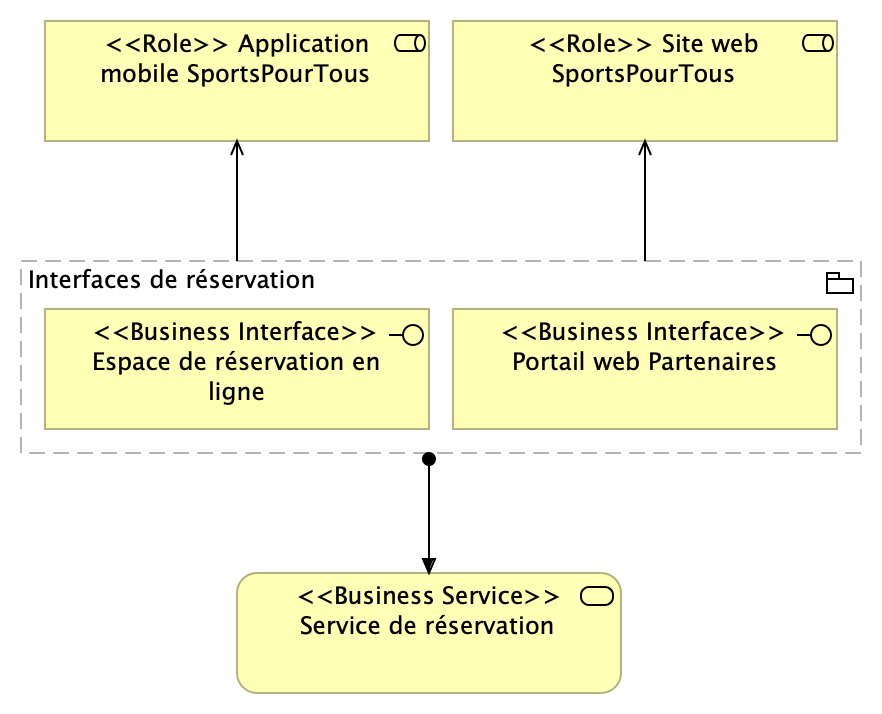 <<Role>> Application
mobile SportsPourTous
<<Role>> Site web
SportsPourTous
Interfaces de réservation
<<Business Interface>>
Espace de réservation en
ligne
<<Business Interface>>
Portail web Partenaires
<<Business Service>>
Service de réservation